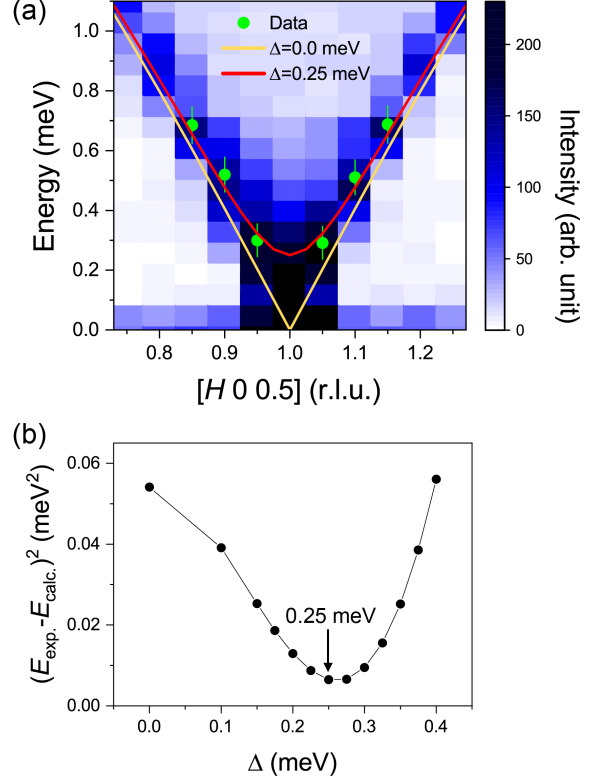 (a)
Data
Δ=0.0 meV
Δ=0.25 meV
Energy (meV)
1.0
0.8
0.6
0.4
0.2
0.0
0.8 0.9 1.0 1.1 1.2
[H 0 0.5] (r.l.u.)
200
150
100
50
0
Intensity (arb. unit)
(b)
(E_exp.-E_calc.)² (meV²)
0.06
0.04
0.02
0.00
0.25 meV
0.0 0.1 0.2 0.3 0.4
Δ (meV)